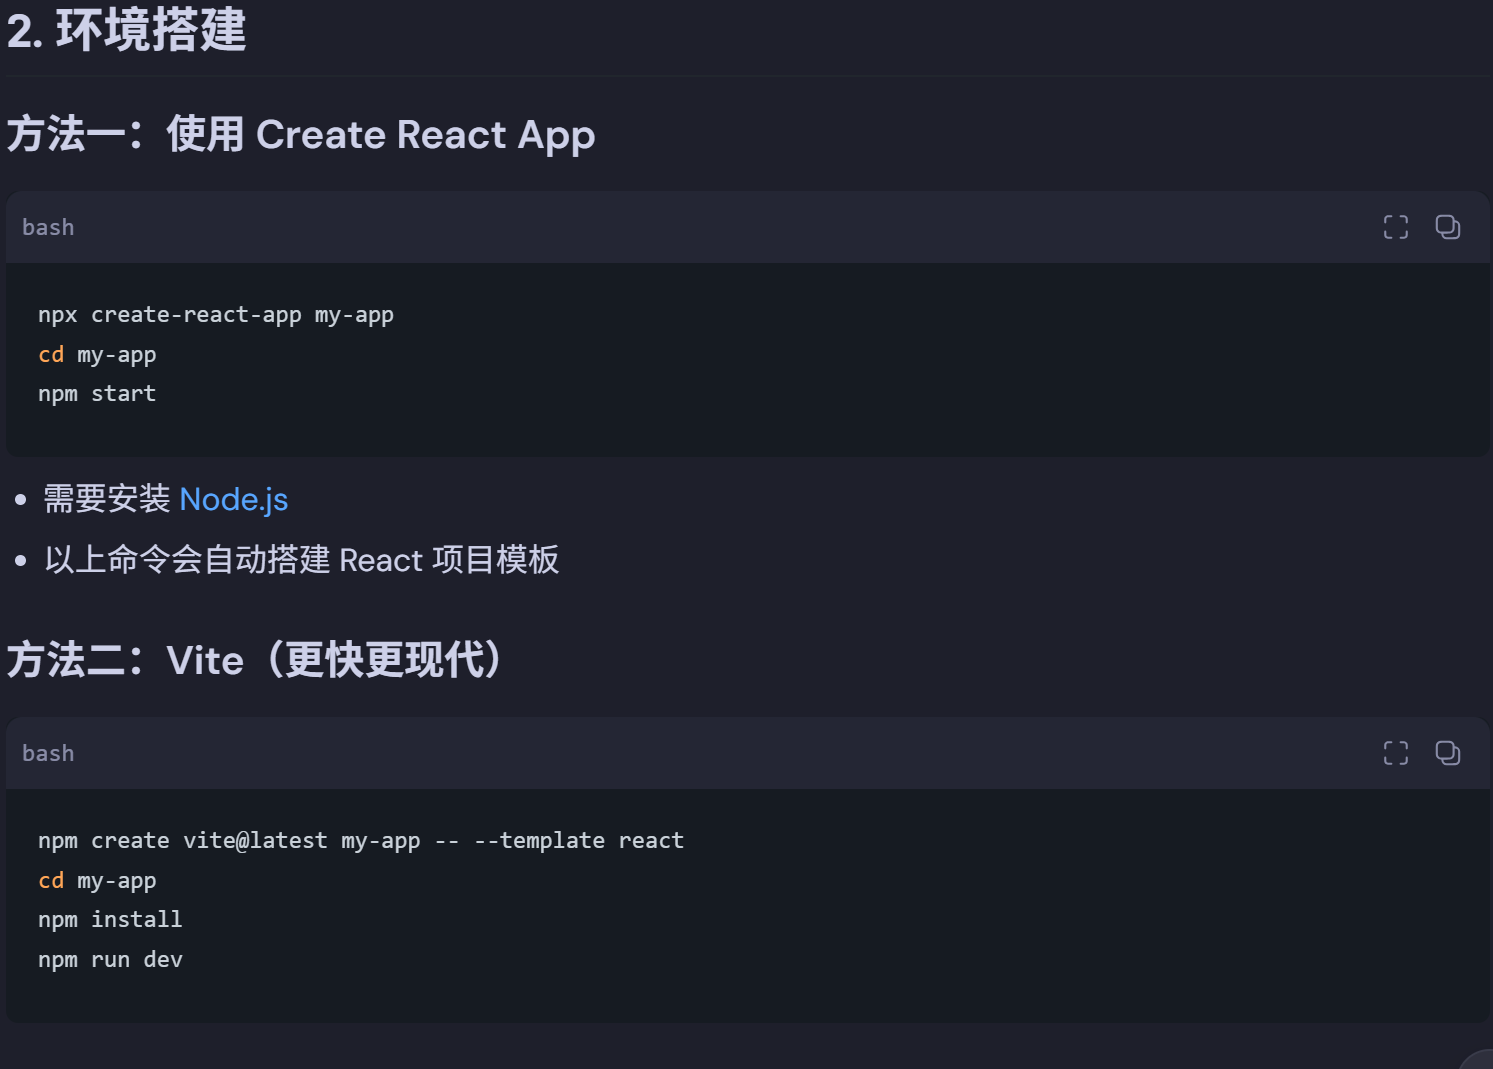 2. 环境搭建
方法一：使用 Create React App
bash
npx create-react-app my-app
cd my-app
npm start
需要安装 Node.js
以上命令会自动搭建 React 项目模板
方法二：Vite（更快更现代）
bash
npm create vite@latest my-app -- --template react
cd my-app
npm install
npm run dev